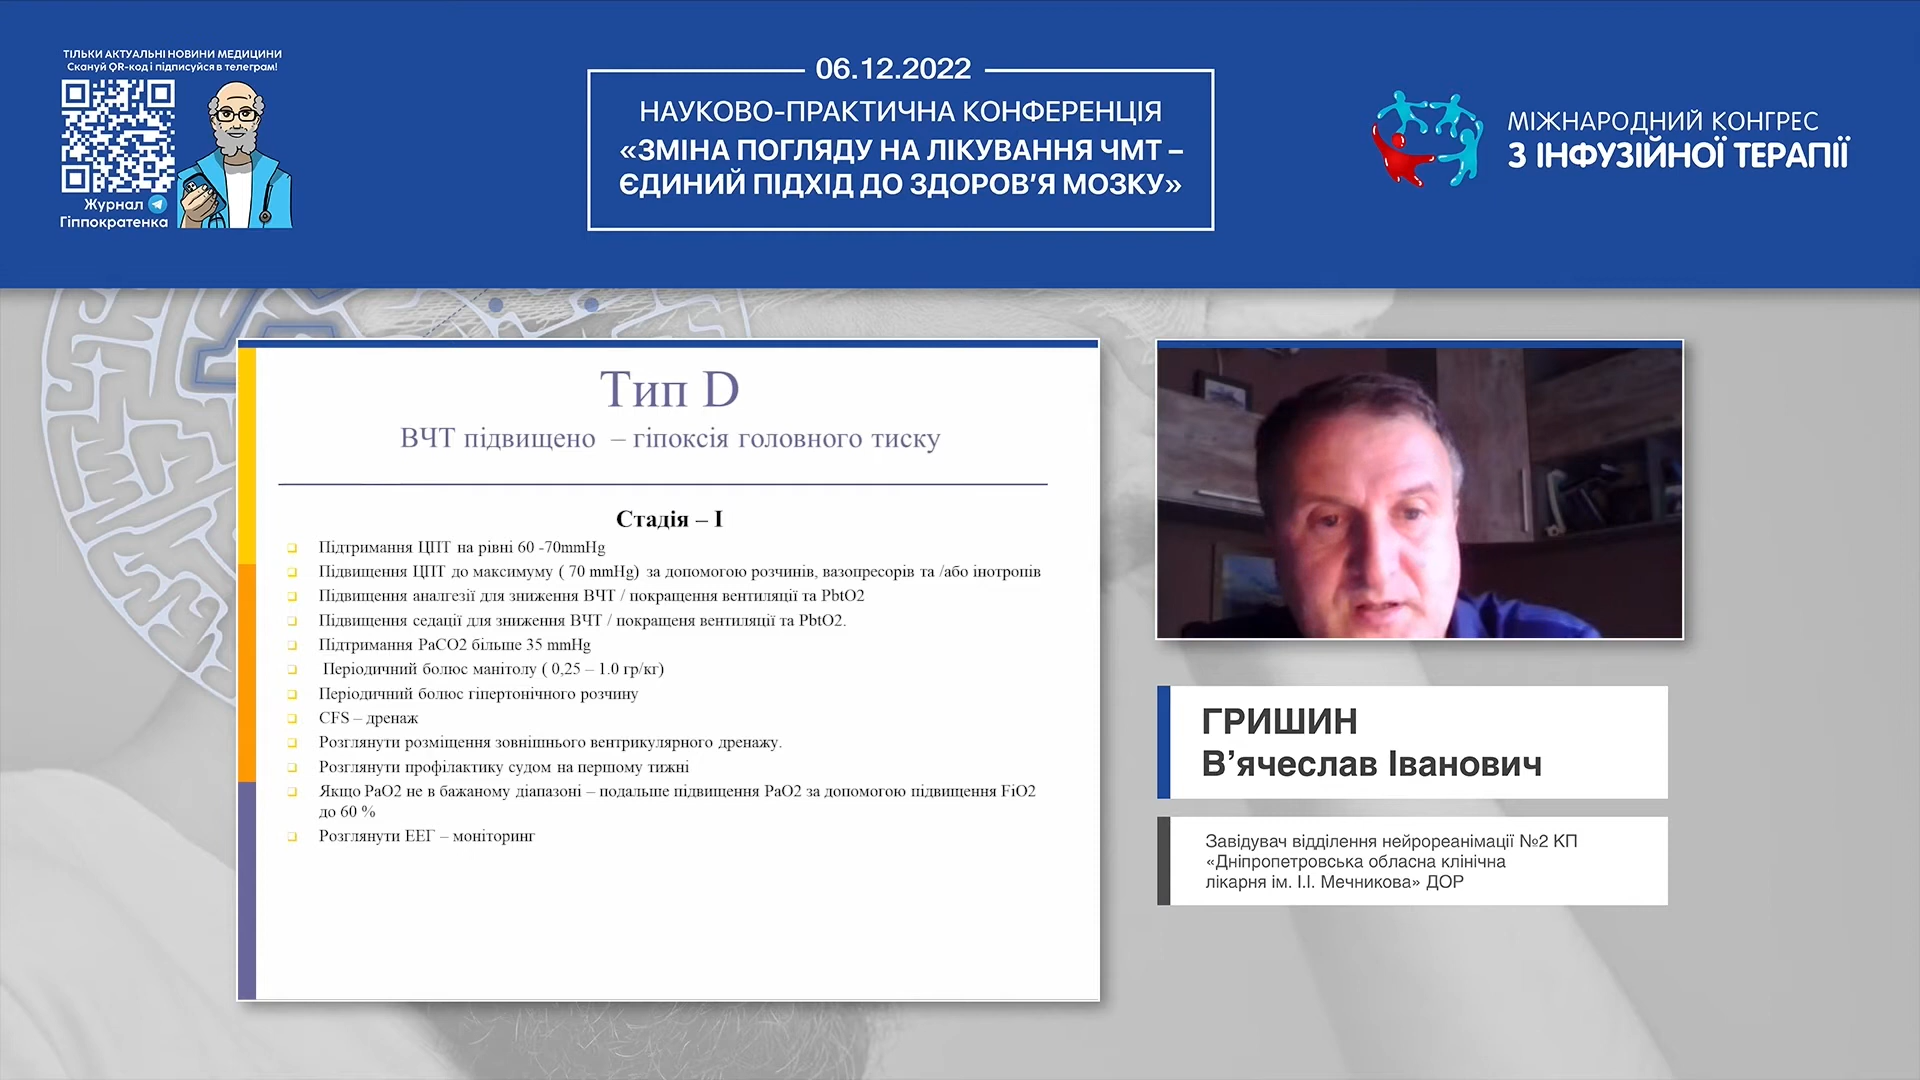 ТІЛЬКИ АКТУАЛЬНІ НОВИНИ МЕДИЦИНИ
Скануй QR-код і підписуйся в телеграм!
Журнал
Гіппократенка
06.12.2022
НАУКОВО-ПРАКТИЧНА КОНФЕРЕНЦІЯ
«ЗМІНА ПОГЛЯДУ НА ЛІКУВАННЯ ЧМТ –
ЄДИНИЙ ПІДХІД ДО ЗДОРОВ’Я МОЗКУ»
МІЖНАРОДНИЙ КОНГРЕС
З ІНФУЗІЙНОЇ ТЕРАПІЇ
Тип D
ВЧТ підвищено – гіпоксія головного тиску
Стадія – I
Підтримання ЦПТ на рівні 60 -70mmHg
Підвищення ЦПТ до максимуму ( 70 mmHg) за допомогою розчинів, вазопресорів та /або інотропів
Підвищення аналгезії для зниження ВЧТ / покращення вентиляції та PbtO2
Підвищення седації для зниження ВЧТ / покращеня вентиляції та PbtO2.
Підтримання PaCO2 більше 35 mmHg
Періодичний болюс манітолу ( 0,25 – 1.0 гр/кг)
Періодичний болюс гіпертонічного розчину
CFS – дренаж
Розглянути розміщення зовнішнього вентрикулярного дренажу.
Розглянути профілактику судом на першому тижні
Якщо PaO2 не в бажаному діапазоні – подальше підвищення PaO2 за допомогою підвищення FiO2
до 60 %
Розглянути ЕЕГ – моніторинг
ГРИШИН
В’ячеслав Іванович
Завідувач відділення нейрореанімації №2 КП
«Дніпропетровська обласна клінічна
лікарня ім. І.І. Мечникова» ДОР